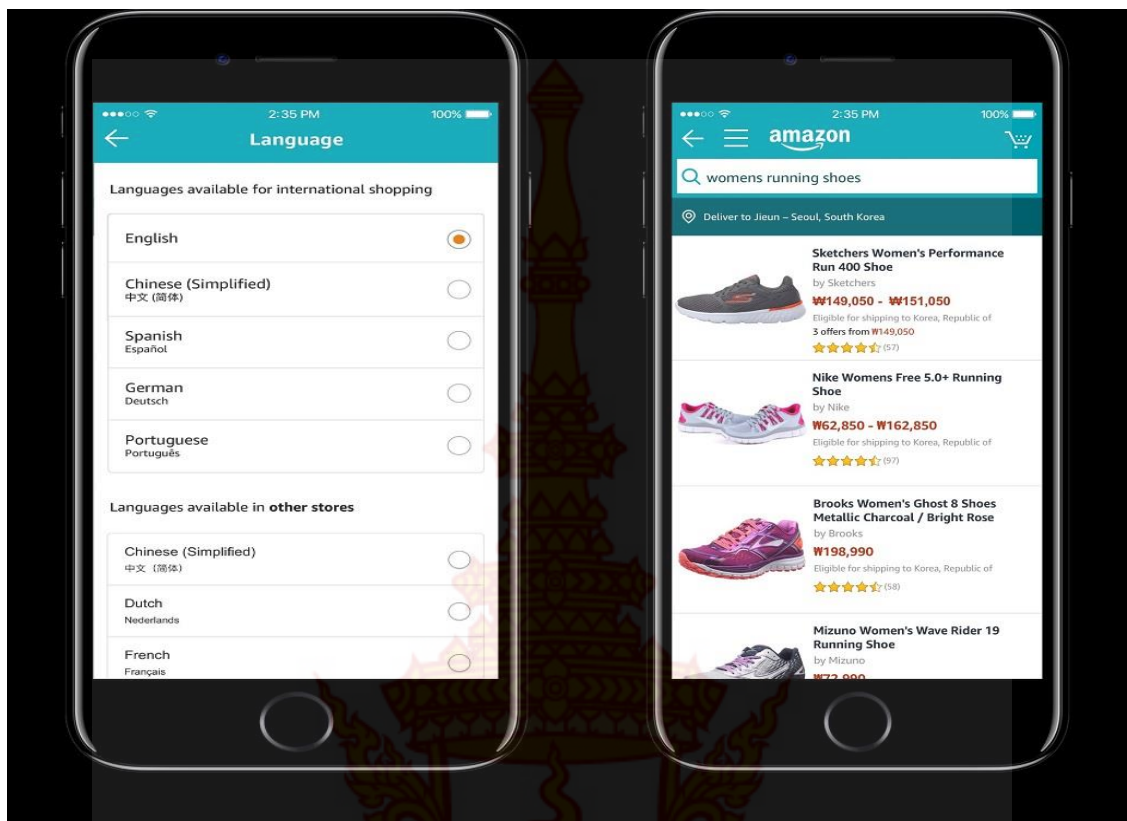 2:35 PM
100%
Language
Languages available for international shopping
English
Chinese (Simplified)
中文 (简体)
Spanish
Español
German
Deutsch
Portuguese
Português
Languages available in other stores
Chinese (Simplified)
中文 (简体)
Dutch
Nederlands
French
Français
2:35 PM
100%
amazon
womens running shoes
Deliver to Jieun – Seoul, South Korea
Sketchers Women's Performance
Run 400 Shoe
by Sketchers
₩149,050 - ₩151,050
Eligible for shipping to Korea, Republic of
3 offers from ₩149,050
(57)
Nike Womens Free 5.0+ Running
Shoe
by Nike
₩62,850 - ₩162,850
Eligible for shipping to Korea, Republic of
(97)
Brooks Women's Ghost 8 Shoes
Metallic Charcoal / Bright Rose
by Brooks
₩198,990
Eligible for shipping to Korea, Republic of
(58)
Mizuno Women's Wave Rider 19
Running Shoe
by Mizuno
₩72,990